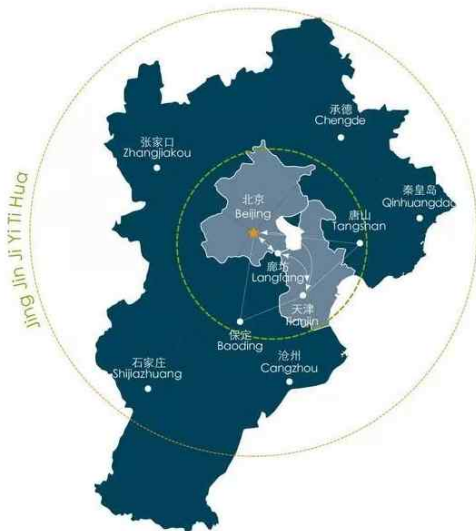 承德
Chengde
张家口
Zhangjiakou
秦皇岛
Qinhuangdao
北京
Beijing
唐山
Tangshan
廊坊
Langfang
天津
Tianjin
保定
Baoding
沧州
Cangzhou
石家庄
Shijiazhuang
Jing Jin Ji Yi Ti Hua